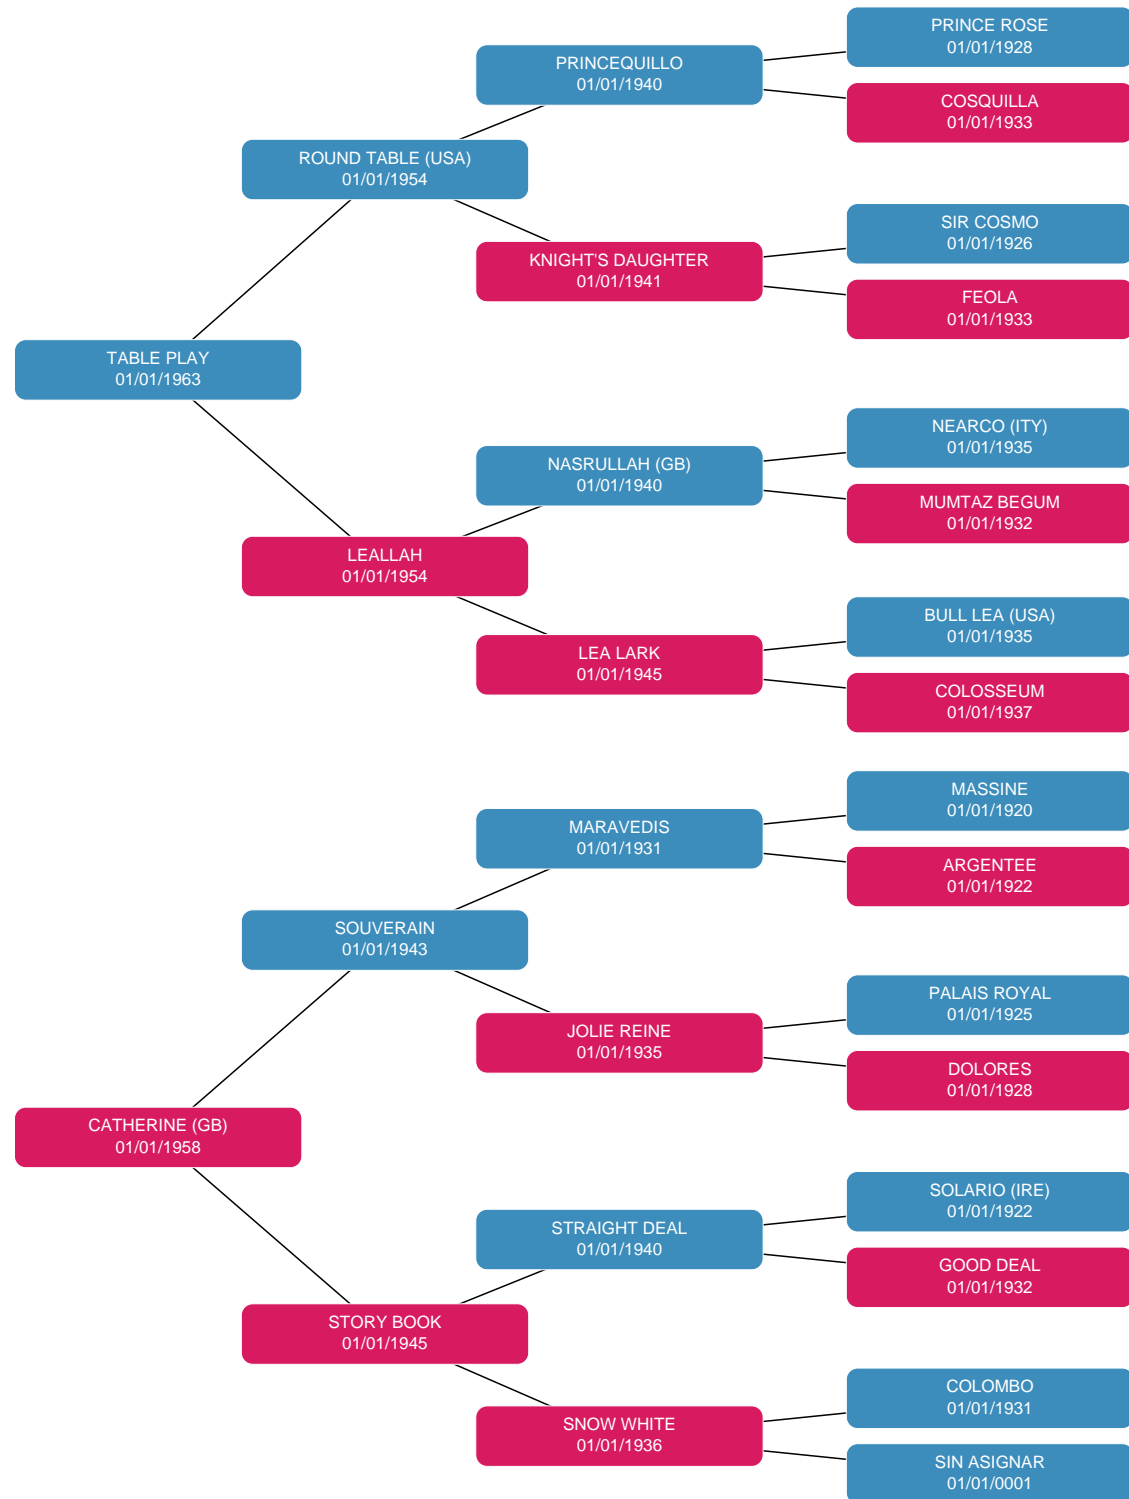 PRINCE ROSE
01/01/1928
PRINCEQUILLO
01/01/1940
COSQUILLA
01/01/1933
ROUND TABLE (USA)
01/01/1954
SIR COSMO
01/01/1926
KNIGHT'S DAUGHTER
01/01/1941
FEOLA
01/01/1933
TABLE PLAY
01/01/1963
NEARCO (ITY)
01/01/1935
NASRULLAH (GB)
01/01/1940
MUMTAZ BEGUM
01/01/1932
LEALLAH
01/01/1954
BULL LEA (USA)
01/01/1935
LEA LARK
01/01/1945
COLOSSEUM
01/01/1937
MASSINE
01/01/1920
MARAVEDIS
01/01/1931
ARGENTEE
01/01/1922
SOUVERAIN
01/01/1943
PALAIS ROYAL
01/01/1925
JOLIE REINE
01/01/1935
DOLORES
01/01/1928
CATHERINE (GB)
01/01/1958
SOLARIO (IRE)
01/01/1922
STRAIGHT DEAL
01/01/1940
GOOD DEAL
01/01/1932
STORY BOOK
01/01/1945
COLOMBO
01/01/1931
SNOW WHITE
01/01/1936
SIN ASIGNAR
01/01/0001